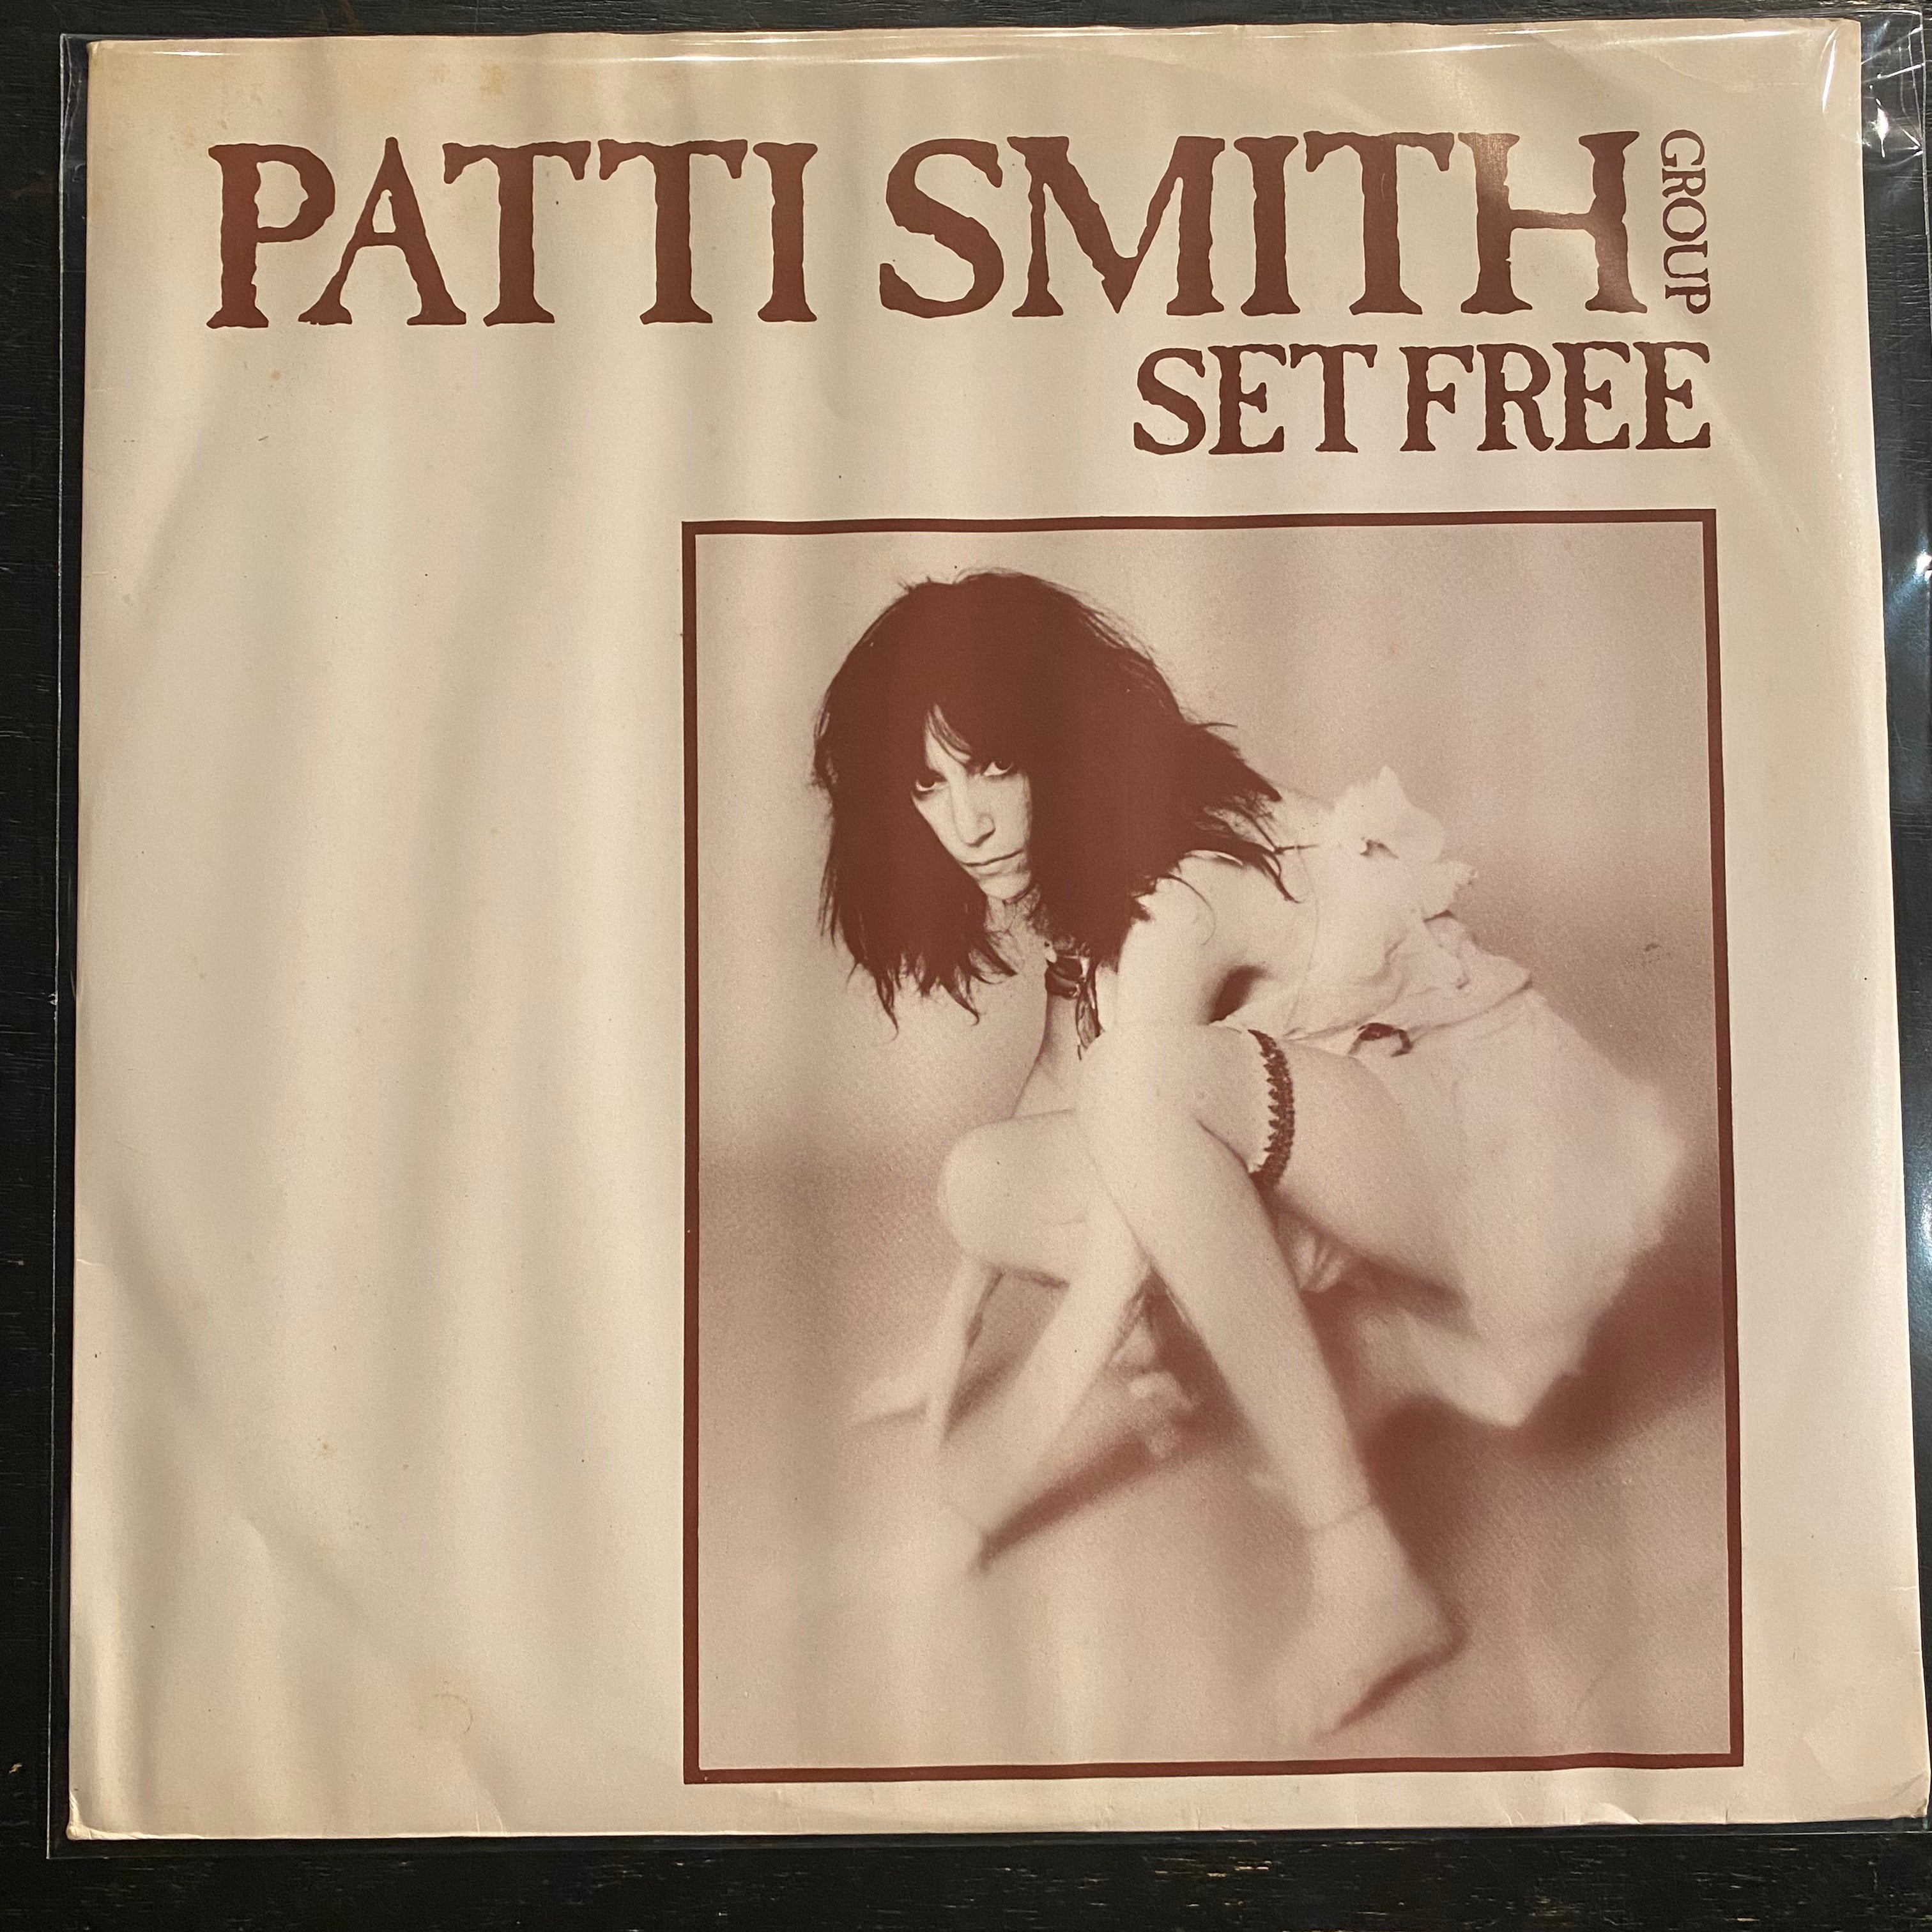 PATTI SMITH GROUP
SET FREE